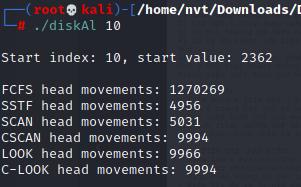 ┌──(root💀kali)-[/home/nvt/Downloads/D
└─# ./diskAl 10
Start index: 10, start value: 2362
FCFS head movements: 1270269
SSTF head movements: 4956
SCAN head movements: 5031
CSCAN head movements: 9994
LOOK head movements: 9966
C-LOOK head movements: 9994